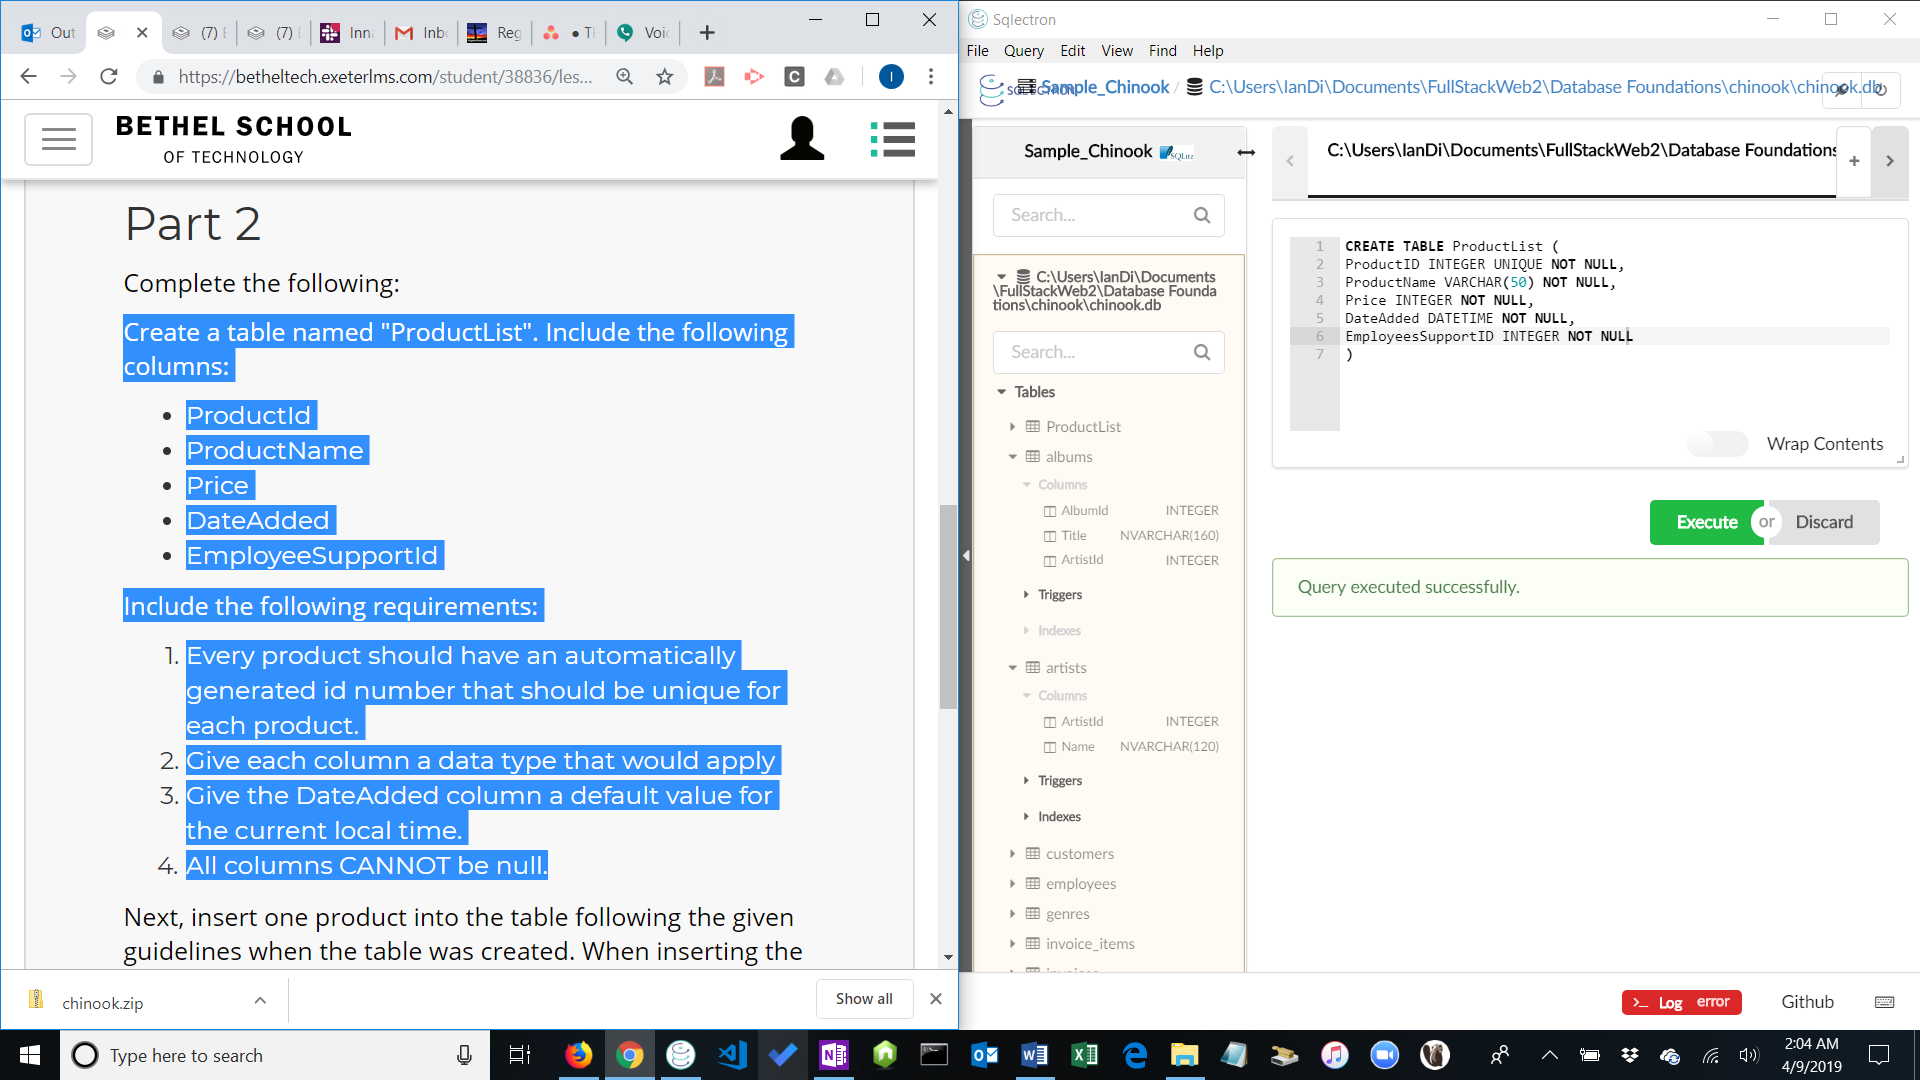 Out
(7)
(7)
Inn
Inb
Reg
Voi
https://betheltech.exeterlms.com/student/38836/les...
BETHEL SCHOOL
OF TECHNOLOGY
Part 2
Complete the following:
Create a table named "ProductList". Include the following
columns:
ProductId
ProductName
Price
DateAdded
EmployeeSupportId
Include the following requirements:
1. Every product should have an automatically
generated id number that should be unique for
each product.
2. Give each column a data type that would apply
3. Give the DateAdded column a default value for
the current local time.
4. All columns CANNOT be null.
Next, insert one product into the table following the given
guidelines when the table was created. When inserting the
chinook.zip
Show all
Sqlectron
File Query Edit View Find Help
Sample_Chinook / C:\Users\IanDi\Documents\FullStackWeb2\Database Foundations\chinook\chinook.db
Sample_Chinook SQLite
Search...
C:\Users\IanDi\Documents
\FullStackWeb2\Database Founda
tions\chinook\chinook.db
Search...
Tables
ProductList
albums
Columns
AlbumId INTEGER
Title NVARCHAR(160)
ArtistId INTEGER
Triggers
Indexes
artists
Columns
ArtistId INTEGER
Name NVARCHAR(120)
Triggers
Indexes
customers
employees
genres
invoice_items
C:\Users\IanDi\Documents\FullStackWeb2\Database Foundations
+
1 CREATE TABLE ProductList (
2 ProductID INTEGER UNIQUE NOT NULL,
3 ProductName VARCHAR(50) NOT NULL,
4 Price INTEGER NOT NULL,
5 DateAdded DATETIME NOT NULL,
6 EmployeesSupportID INTEGER NOT NULL
7 )
Wrap Contents
Execute or Discard
Query executed successfully.
>_ Log error
Github
Type here to search
2:04 AM
4/9/2019